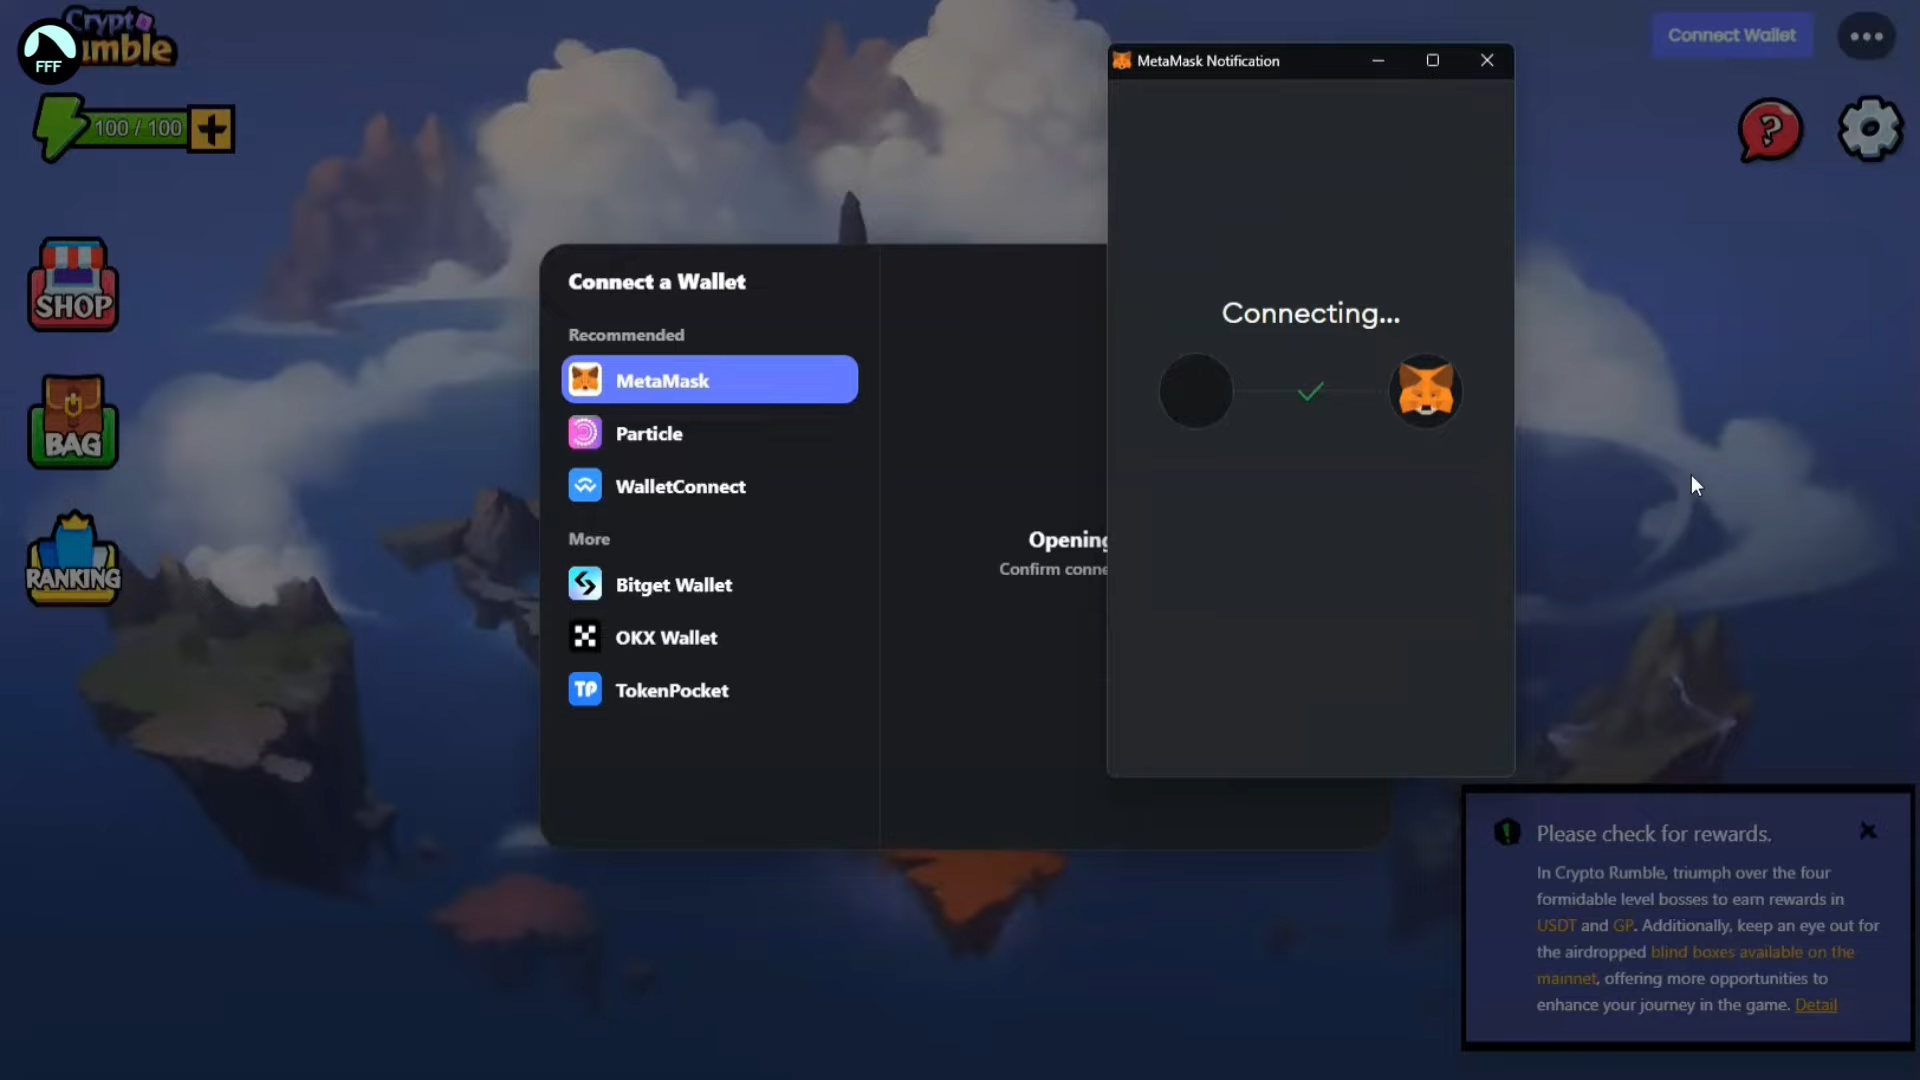 Crypto
Rumble
FFF
100 / 100
SHOP
BAG
RANKING
Connect Wallet
Connect a Wallet
Recommended
MetaMask
Particle
WalletConnect
More
Bitget Wallet
OKX Wallet
TP
TokenPocket
Opening
Confirm conne
MetaMask Notification
Connecting...
?
Please check for rewards.
In Crypto Rumble, triumph over the four
formidable level bosses to earn rewards in
USDT and GP. Additionally, keep an eye out for
the airdropped blind boxes available on the
mainnet, offering more opportunities to
enhance your journey in the game. Detail